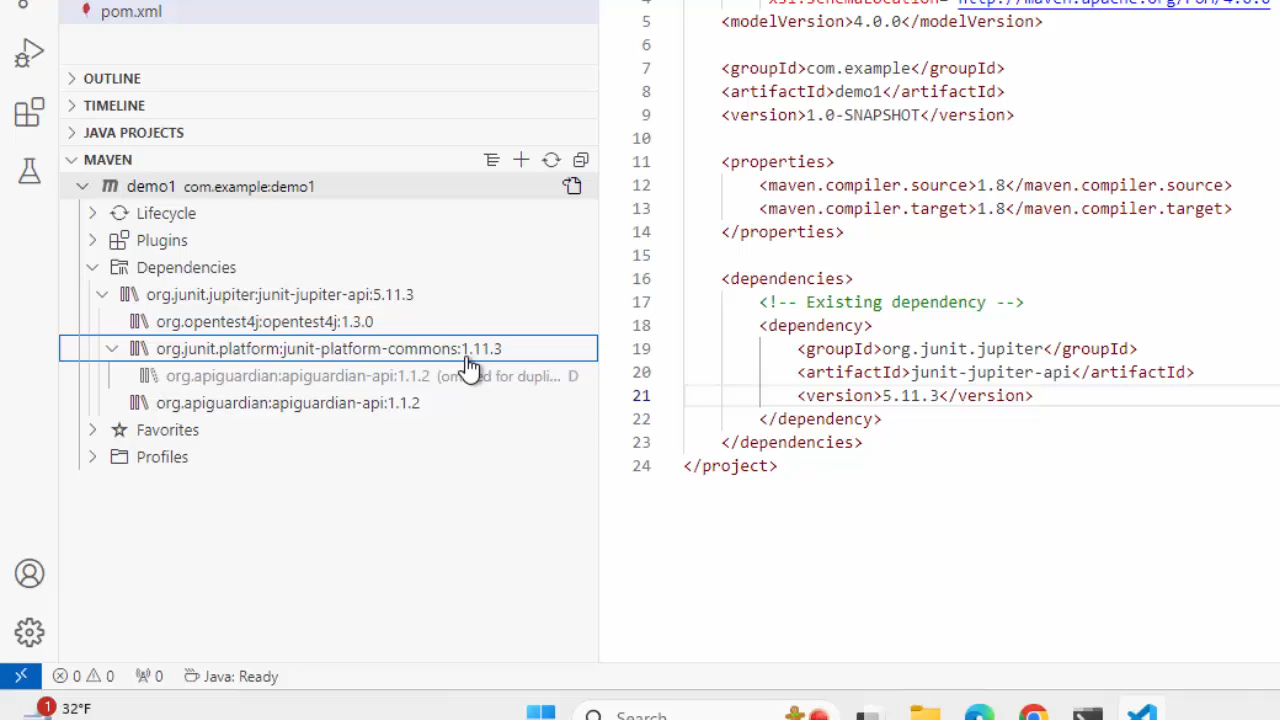 pom.xml
OUTLINE
TIMELINE
JAVA PROJECTS
MAVEN
demo1 com.example:demo1
Lifecycle
Plugins
Dependencies
org.junit.jupiter:junit-jupiter-api:5.11.3
org.opentest4j:opentest4j:1.3.0
org.junit.platform:junit-platform-commons:1.11.3
org.apiguardian:apiguardian-api:1.1.2 for dupli... D
org.apiguardian:apiguardian-api:1.1.2
Favorites
Profiles
5 <modelVersion>4.0.0</modelVersion>
6
7 <groupId>com.example</groupId>
8 <artifactId>demo1</artifactId>
9 <version>1.0-SNAPSHOT</version>
10
11 <properties>
12 <maven.compiler.source>1.8</maven.compiler.source>
13 <maven.compiler.target>1.8</maven.compiler.target>
14 </properties>
15
16 <dependencies>
17 <!-- Existing dependency -->
18 <dependency>
19 <groupId>org.junit.jupiter</groupId>
20 <artifactId>junit-jupiter-api</artifactId>
21 <version>5.11.3</version>
22 </dependency>
23 </dependencies>
24 </project>
0 0 0 Java: Ready
1 32°F
Search